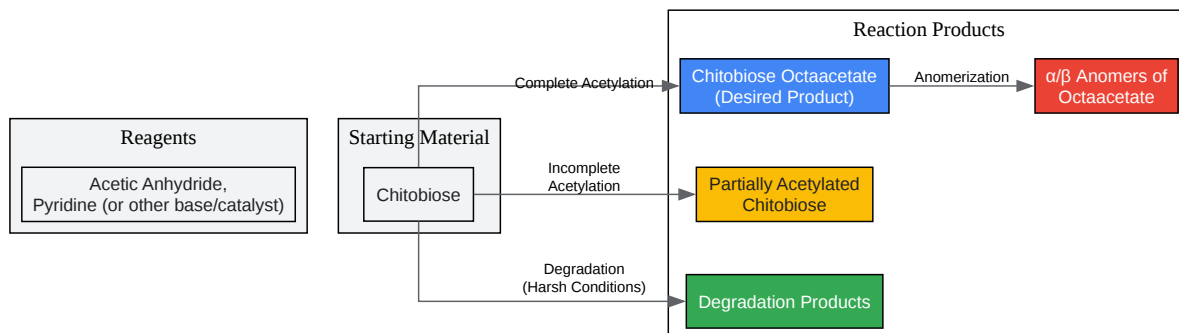 Reagents
Acetic Anhydride,
Pyridine (or other base/catalyst)
Starting Material
Chitobiose
Complete Acetylation
Incomplete
Acetylation
Degradation
(Harsh Conditions)
Reaction Products
Chitobiose Octaacetate
(Desired Product)
Anomerization
α/β Anomers of
Octaacetate
Partially Acetylated
Chitobiose
Degradation Products